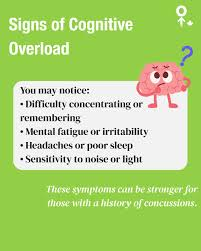 Signs of Cognitive
Overload
?
You may notice:
• Difficulty concentrating or
remembering
• Mental fatigue or irritability
• Headaches or poor sleep
• Sensitivity to noise or light
These symptoms can be stronger for
those with a history of concussions.